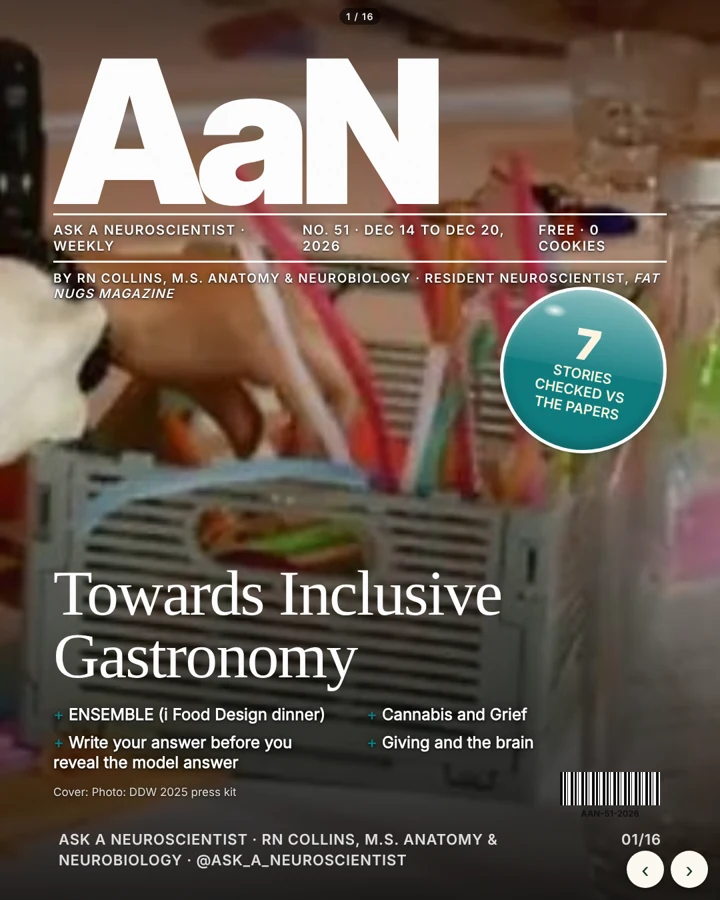 1 / 16
AaN
ASK A NEUROSCIENTIST · WEEKLY
NO. 51 · DEC 14 TO DEC 20, 2026
FREE · 0 COOKIES
BY RN COLLINS, M.S. ANATOMY & NEUROBIOLOGY · RESIDENT NEUROSCIENTIST, FAT
NUGS MAGAZINE
7
STORIES
CHECKED VS
THE PAPERS
Towards Inclusive
Gastronomy
+ ENSEMBLE (i Food Design dinner)
+ Cannabis and Grief
+ Write your answer before you
reveal the model answer
+ Giving and the brain
Cover: Photo: DDW 2025 press kit
AAN-51-2026
ASK A NEUROSCIENTIST · RN COLLINS, M.S. ANATOMY &
NEUROBIOLOGY · @ASK_A_NEUROSCIENTIST
01/16
‹ ›